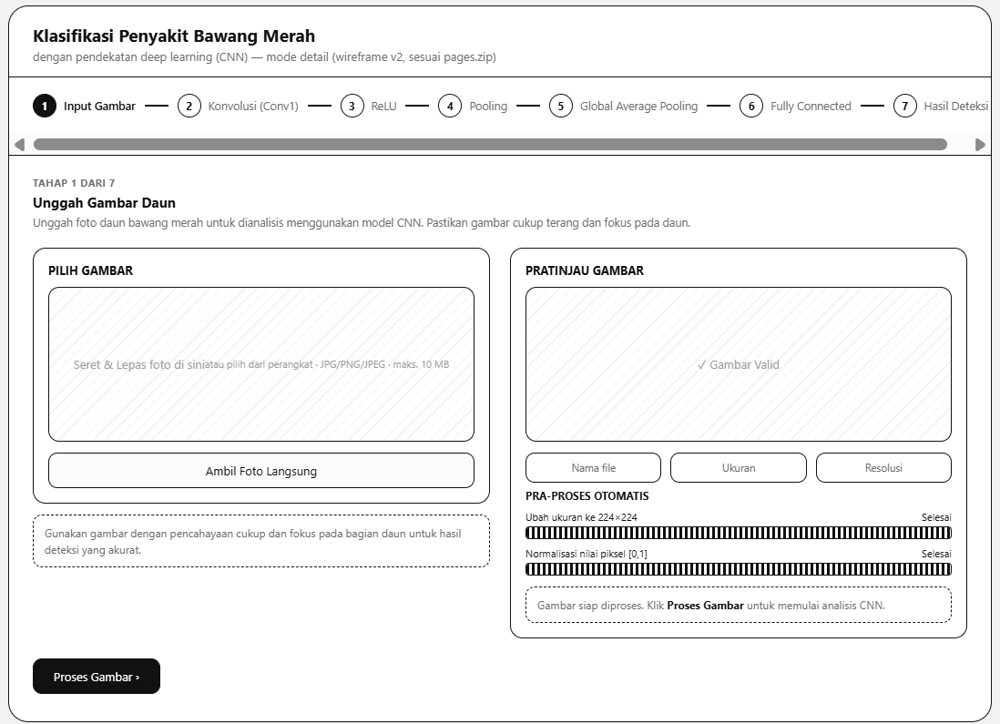 Klasifikasi Penyakit Bawang Merah
dengan pendekatan deep learning (CNN) — mode detail (wireframe v2, sesuai pages.zip)
1 Input Gambar 2 Konvolusi (Conv1) 3 ReLU 4 Pooling 5 Global Average Pooling 6 Fully Connected 7 Hasil Deteksi
TAHAP 1 DARI 7
Unggah Gambar Daun
Unggah foto daun bawang merah untuk dianalisis menggunakan model CNN. Pastikan gambar cukup terang dan fokus pada daun.
PILIH GAMBAR
Seret & Lepas foto di siniatau pilih dari perangkat · JPG/PNG/JPEG · maks. 10 MB
Ambil Foto Langsung
Gunakan gambar dengan pencahayaan cukup dan fokus pada bagian daun untuk hasil
deteksi yang akurat.
PRATINJAU GAMBAR
✓ Gambar Valid
Nama file Ukuran Resolusi
PRA-PROSES OTOMATIS
Ubah ukuran ke 224×224 Selesai
Normalisasi nilai piksel [0,1] Selesai
Gambar siap diproses. Klik Proses Gambar untuk memulai analisis CNN.
Proses Gambar ›